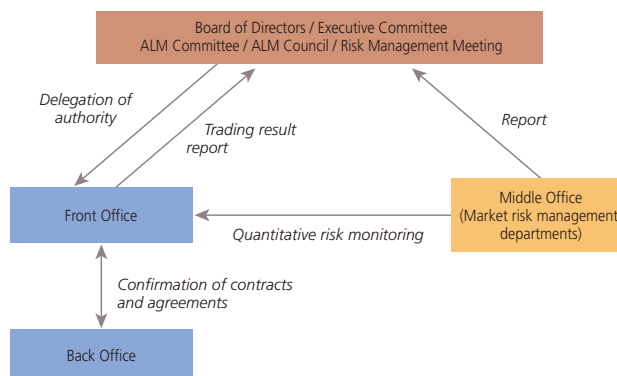 Board of Directors / Executive Committee
ALM Committee / ALM Council / Risk Management Meeting
Delegation of
authority
Trading result
report
Report
Front Office
Middle Office
(Market risk management
departments)
Quantitative risk monitoring
Confirmation of contracts
and agreements
Back Office